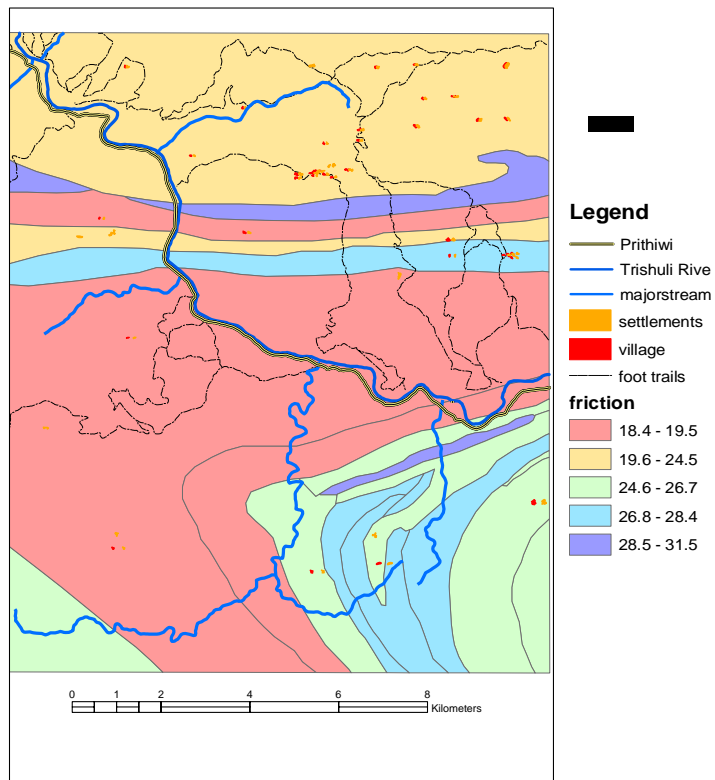 Legend
Prithiwi
Trishuli River
majorstream
settlements
village
foot trails
friction
18.4 - 19.5
19.6 - 24.5
24.6 - 26.7
26.8 - 28.4
28.5 - 31.5
0 1 2 4 6 8
Kilometers